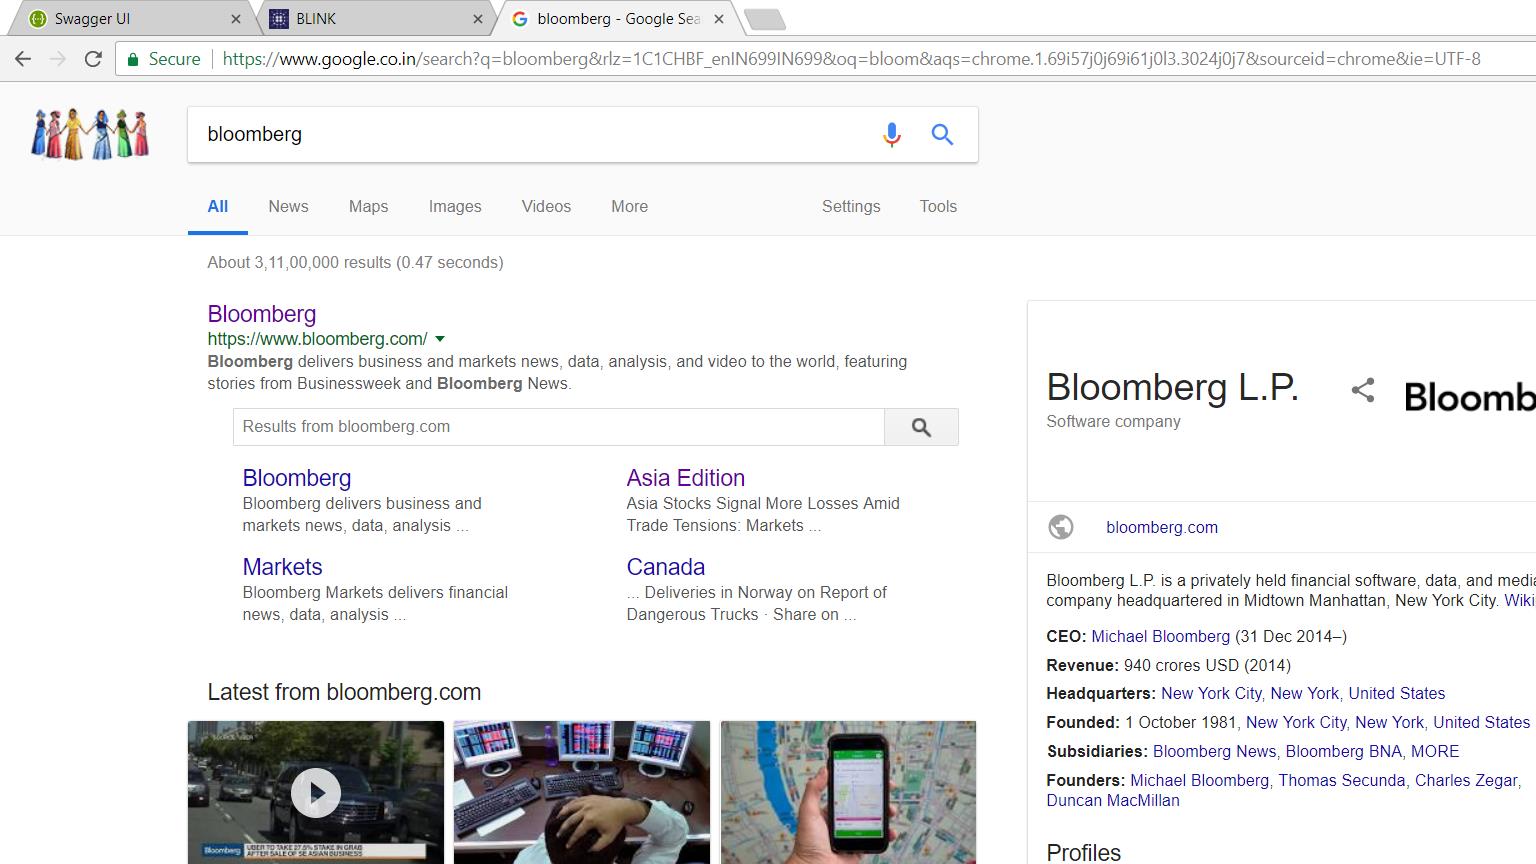 Swagger UI
BLINK
bloomberg - Google Sea
Secure
https://www.google.co.in/search?q=bloomberg&rlz=1C1CHBF_enIN699IN699&oq=bloom&aqs=chrome.1.69i57j0j69i61j0l3.3024j0j7&sourceid=chrome&ie=UTF-8
bloomberg
All News Maps Images Videos More Settings Tools
About 3,11,00,000 results (0.47 seconds)
Bloomberg
https://www.bloomberg.com/
Bloomberg delivers business and markets news, data, analysis, and video to the world, featuring
stories from Businessweek and Bloomberg News.
Results from bloomberg.com
Bloomberg
Bloomberg delivers business and
markets news, data, analysis ...
Asia Edition
Asia Stocks Signal More Losses Amid
Trade Tensions: Markets ...
Markets
Bloomberg Markets delivers financial
news, data, analysis ...
Canada
... Deliveries in Norway on Report of
Dangerous Trucks · Share on ...
Latest from bloomberg.com
Bloomberg
UBER TO TAKE 27.5% STAKE IN GRAB
AFTER SALE OF SE ASIAN BUSINESS
Bloomberg L.P.
Software company
Bloomb
bloomberg.com
Bloomberg L.P. is a privately held financial software, data, and media
company headquartered in Midtown Manhattan, New York City. Wiki
CEO: Michael Bloomberg (31 Dec 2014–)
Revenue: 940 crores USD (2014)
Headquarters: New York City, New York, United States
Founded: 1 October 1981, New York City, New York, United States
Subsidiaries: Bloomberg News, Bloomberg BNA, MORE
Founders: Michael Bloomberg, Thomas Secunda, Charles Zegar,
Duncan MacMillan
Profiles